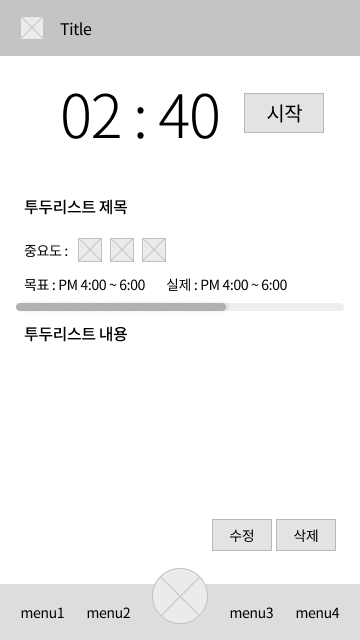 Title
02 : 40
시작
투두리스트 제목
중요도 :
목표 : PM 4:00 ~ 6:00 실제 : PM 4:00 ~ 6:00
투두리스트 내용
수정 삭제
menu1 menu2 menu3 menu4